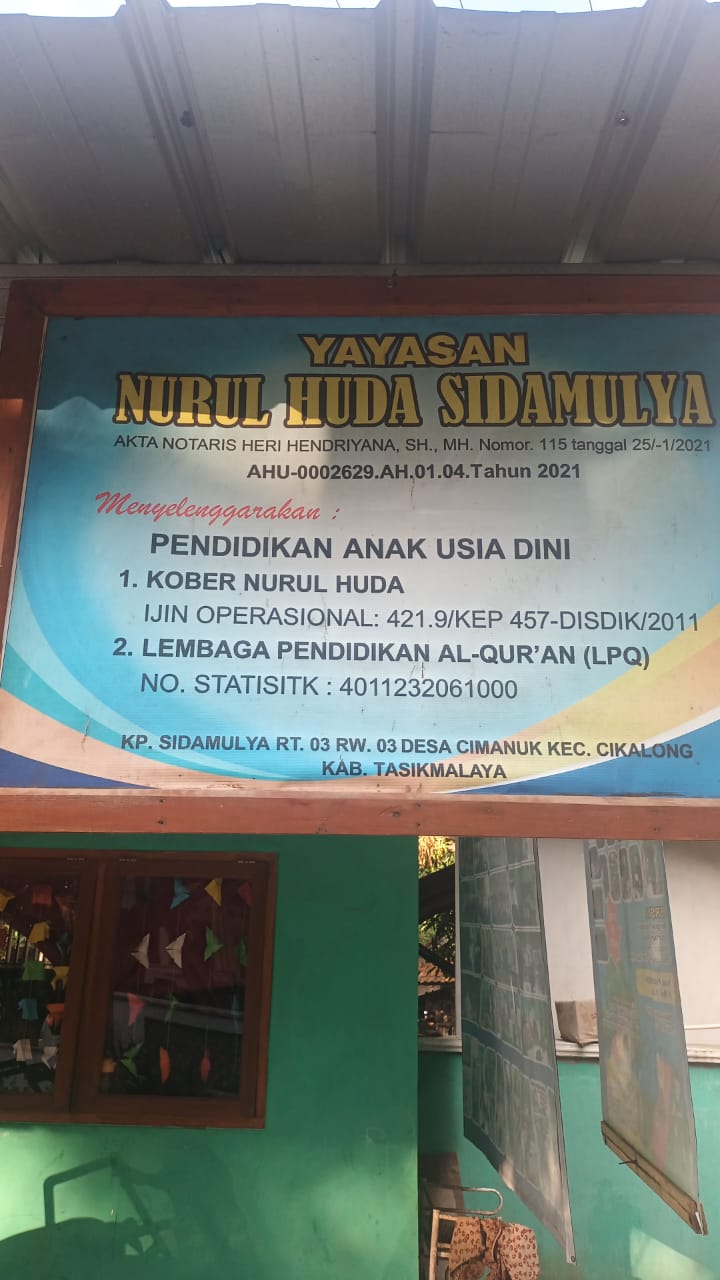 YAYASAN
NURUL HUDA SIDAMULYA
AKTA NOTARIS HERI HENDRIYANA, SH., MH. Nomor. 115 tanggal 25/-1/2021
AHU-0002629.AH.01.04.Tahun 2021
Menyelenggarakan :
PENDIDIKAN ANAK USIA DINI
1. KOBER NURUL HUDA
IJIN OPERASIONAL: 421.9/KEP 457-DISDIK/2011
2. LEMBAGA PENDIDIKAN AL-QUR'AN (LPQ)
NO. STATISITK : 4011232061000
KP. SIDAMULYA RT. 03 RW. 03 DESA CIMANUK KEC. CIKALONG
KAB. TASIKMALAYA